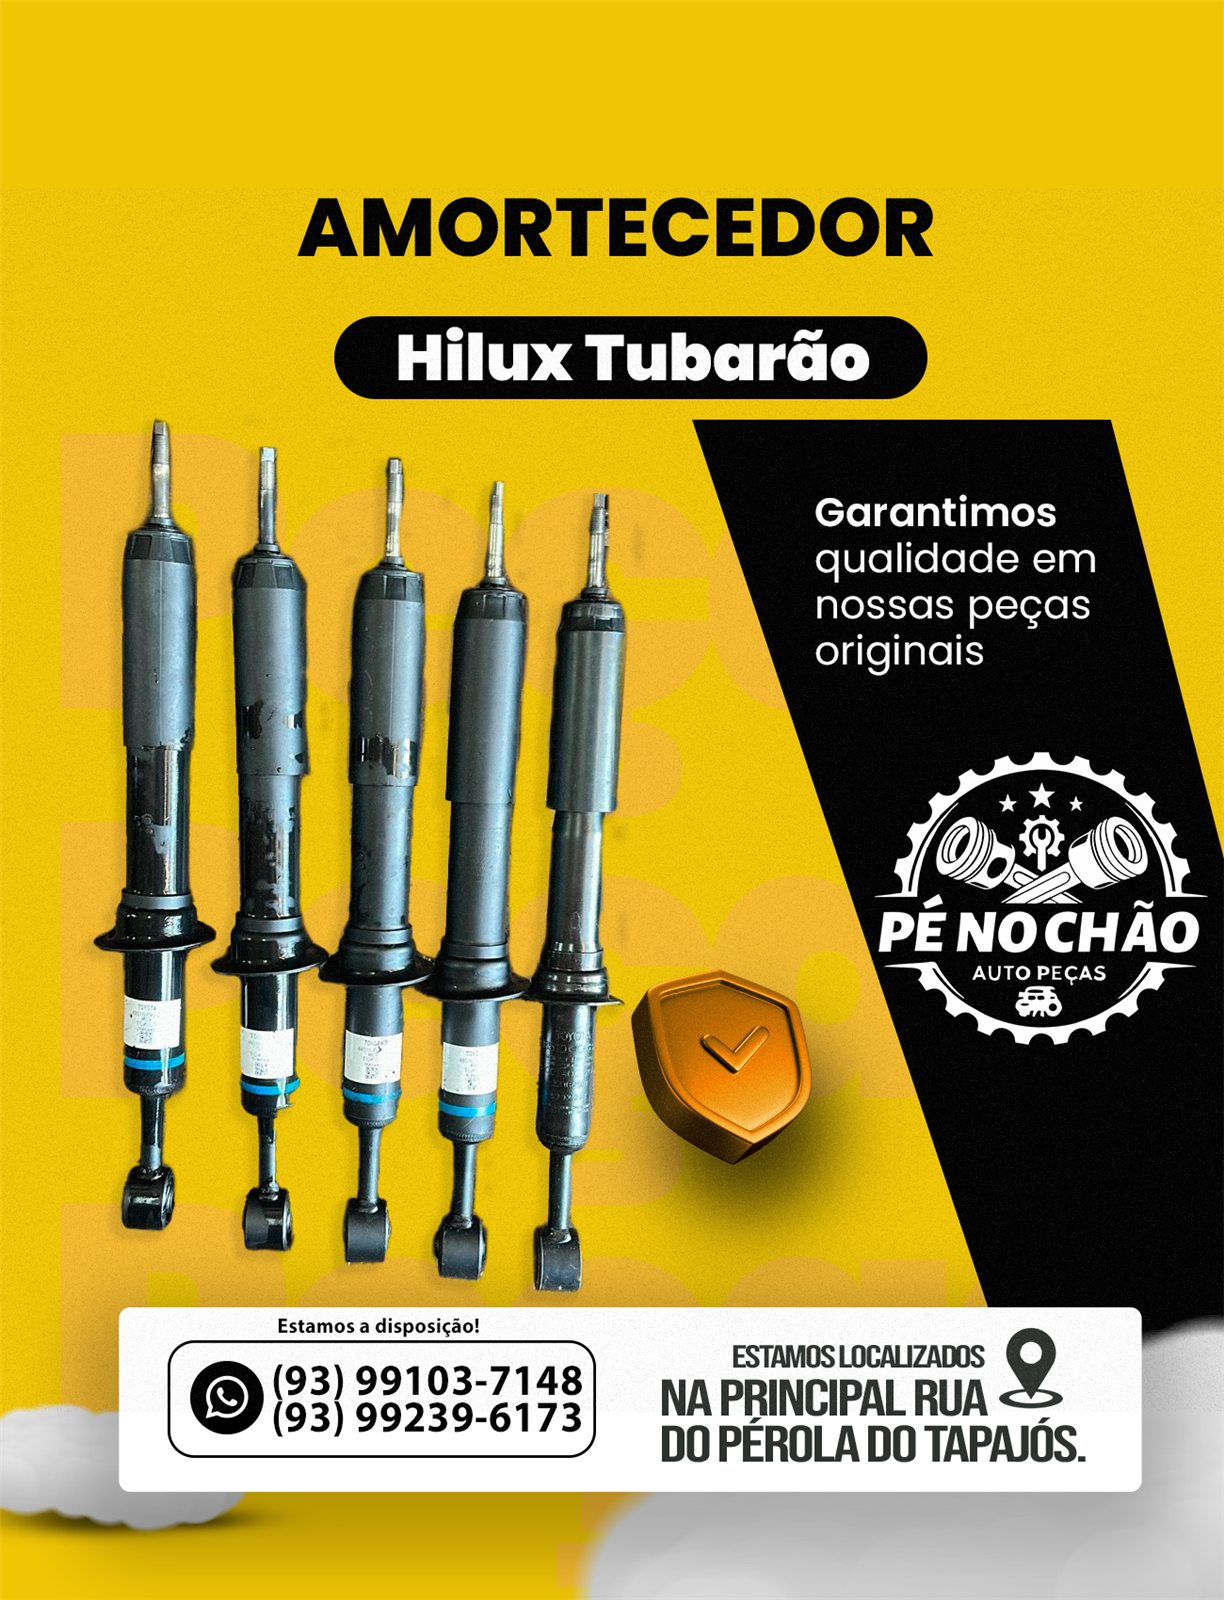 AMORTECEDOR
Hilux Tubarão
Garantimos
qualidade em
nossas peças
originais
PÉ NO CHÃO
AUTO PEÇAS
Estamos a disposição!
(93) 99103-7148
(93) 99239-6173
ESTAMOS LOCALIZADOS
NA PRINCIPAL RUA
DO PÉROLA DO TAPAJÓS.